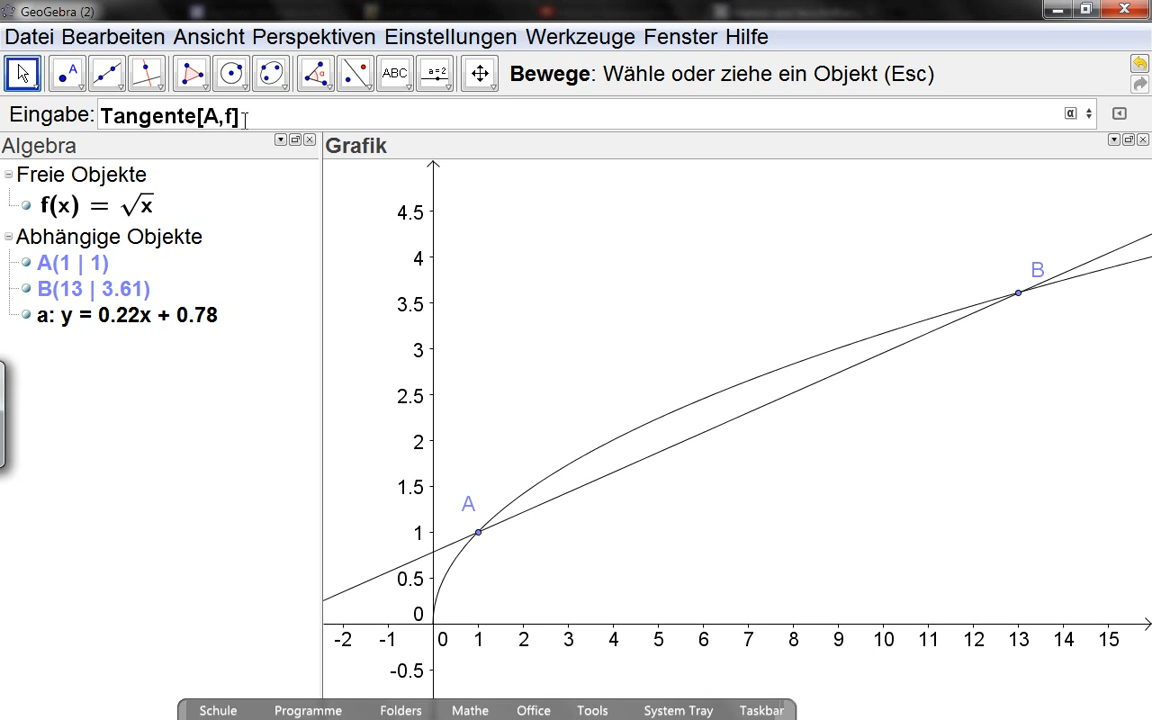 GeoGebra (2)
Datei Bearbeiten Ansicht Perspektiven Einstellungen Werkzeuge Fenster Hilfe
A ABC a=2 Bewege: Wähle oder ziehe ein Objekt (Esc)
Eingabe: Tangente[A,f] α
Algebra
Grafik
Freie Objekte
f(x) = √x
Abhängige Objekte
A(1 | 1)
B(13 | 3.61)
a: y = 0.22x + 0.78
4.5
4
3.5
3
2.5
2
1.5
1
0.5
0
-0.5
B
A
-2 -1 0 1 2 3 4 5 6 7 8 9 10 11 12 13 14 15
Schule Programme Folders Mathe Office Tools System Tray Taskbar